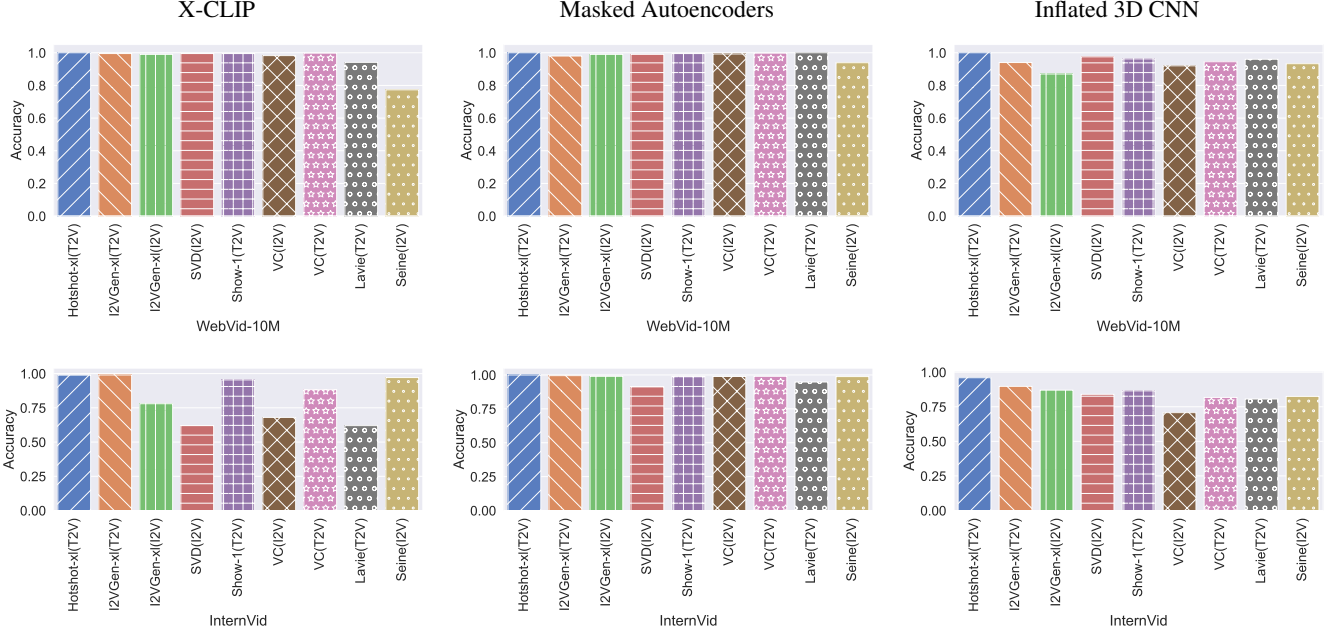 X-CLIP
Masked Autoencoders
Inflated 3D CNN
Accuracy
1.0
0.8
0.6
0.4
0.2
0.0
Hotshot-xl(T2V)
I2VGen-xl(T2V)
I2VGen-xl(I2V)
SVD(I2V)
Show-1(T2V)
VC(I2V)
VC(T2V)
Lavie(T2V)
Seine(I2V)
WebVid-10M
Accuracy
1.0
0.8
0.6
0.4
0.2
0.0
Hotshot-xl(T2V)
I2VGen-xl(T2V)
I2VGen-xl(I2V)
SVD(I2V)
Show-1(T2V)
VC(I2V)
VC(T2V)
Lavie(T2V)
Seine(I2V)
WebVid-10M
Accuracy
1.0
0.8
0.6
0.4
0.2
0.0
Hotshot-xl(T2V)
I2VGen-xl(T2V)
I2VGen-xl(I2V)
SVD(I2V)
Show-1(T2V)
VC(I2V)
VC(T2V)
Lavie(T2V)
Seine(I2V)
WebVid-10M
Accuracy
1.00
0.75
0.50
0.25
0.00
Hotshot-xl(T2V)
I2VGen-xl(T2V)
I2VGen-xl(I2V)
SVD(I2V)
Show-1(T2V)
VC(I2V)
VC(T2V)
Lavie(T2V)
Seine(I2V)
InternVid
Accuracy
1.00
0.75
0.50
0.25
0.00
Hotshot-xl(T2V)
I2VGen-xl(T2V)
I2VGen-xl(I2V)
SVD(I2V)
Show-1(T2V)
VC(I2V)
VC(T2V)
Lavie(T2V)
Seine(I2V)
InternVid
Accuracy
1.00
0.75
0.50
0.25
0.00
Hotshot-xl(T2V)
I2VGen-xl(T2V)
I2VGen-xl(I2V)
SVD(I2V)
Show-1(T2V)
VC(I2V)
VC(T2V)
Lavie(T2V)
Seine(I2V)
InternVid